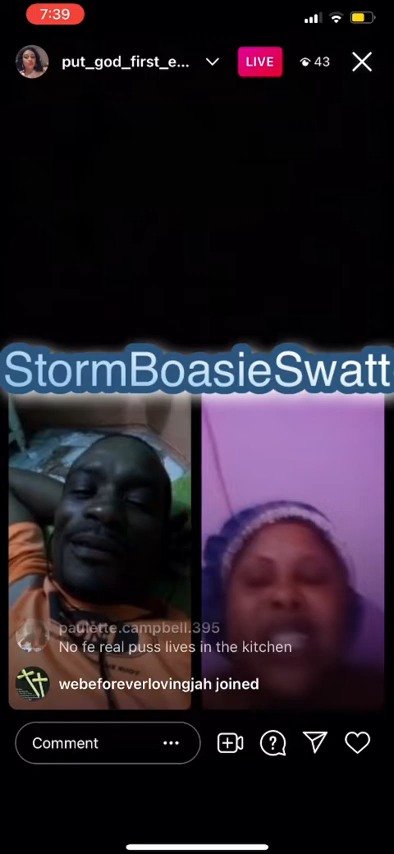 7:39
put_god_first_e...
LIVE
43
StormBoasieSwatt
paulette.campbell.395
No fe real puss lives in the kitchen
webeforeverlovingjah joined
Comment